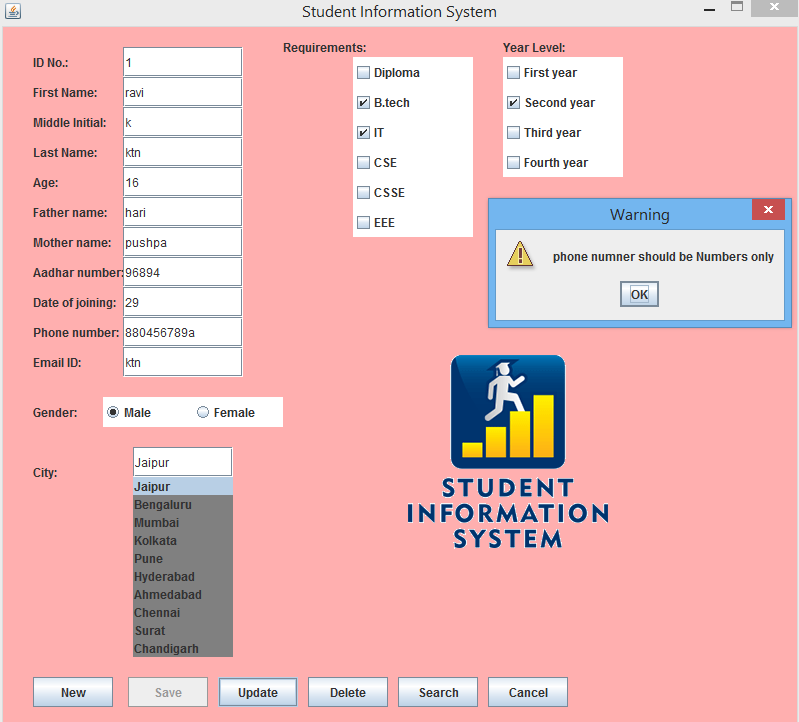 Student Information System
ID No.: 1
First Name: ravi
Middle Initial: k
Last Name: ktn
Age: 16
Father name: hari
Mother name: pushpa
Aadhar number: 96894
Date of joining: 29
Phone number: 880456789a
Email ID: ktn
Gender: Male Female
City: Jaipur
Jaipur
Bengaluru
Mumbai
Kolkata
Pune
Hyderabad
Ahmedabad
Chennai
Surat
Chandigarh
Requirements:
Diploma
B.tech
IT
CSE
CSSE
EEE
Year Level:
First year
Second year
Third year
Fourth year
Warning
phone numner should be Numbers only
OK
STUDENT
INFORMATION
SYSTEM
New Save Update Delete Search Cancel